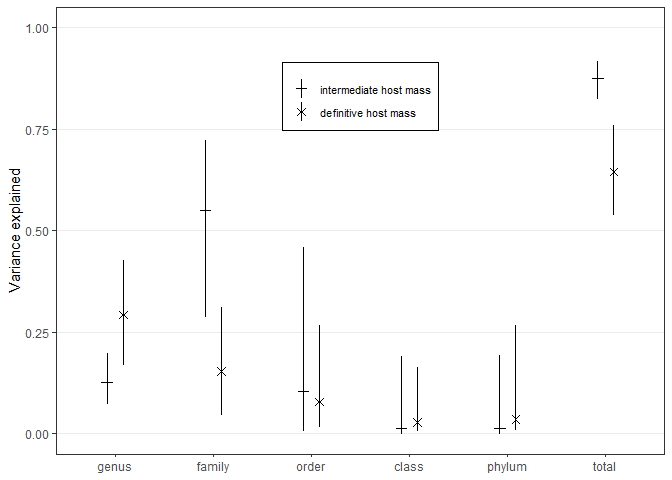 1.00
0.75
0.50
0.25
0.00
Variance explained
intermediate host mass
definitive host mass
genus family order class phylum total